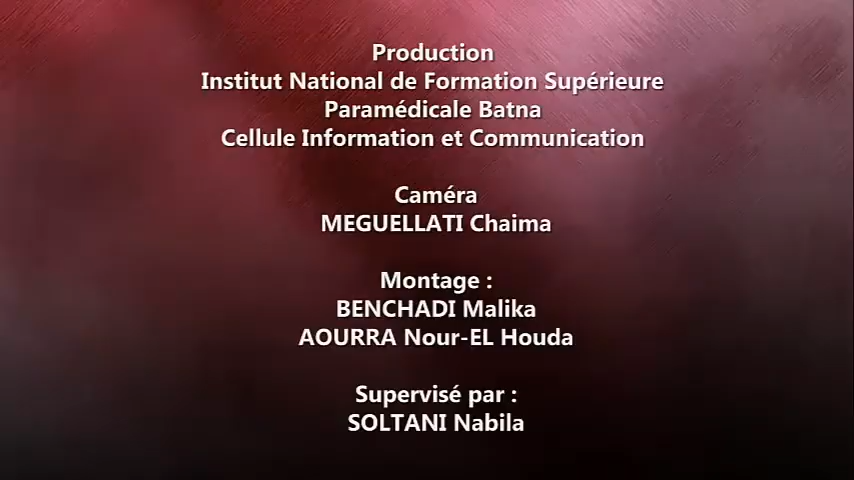 Production
Institut National de Formation Supérieure
Paramédicale Batna
Cellule Information et Communication
Caméra
MEGUELLATI Chaima
Montage :
BENCHADI Malika
AOURRA Nour-EL Houda
Supervisé par :
SOLTANI Nabila